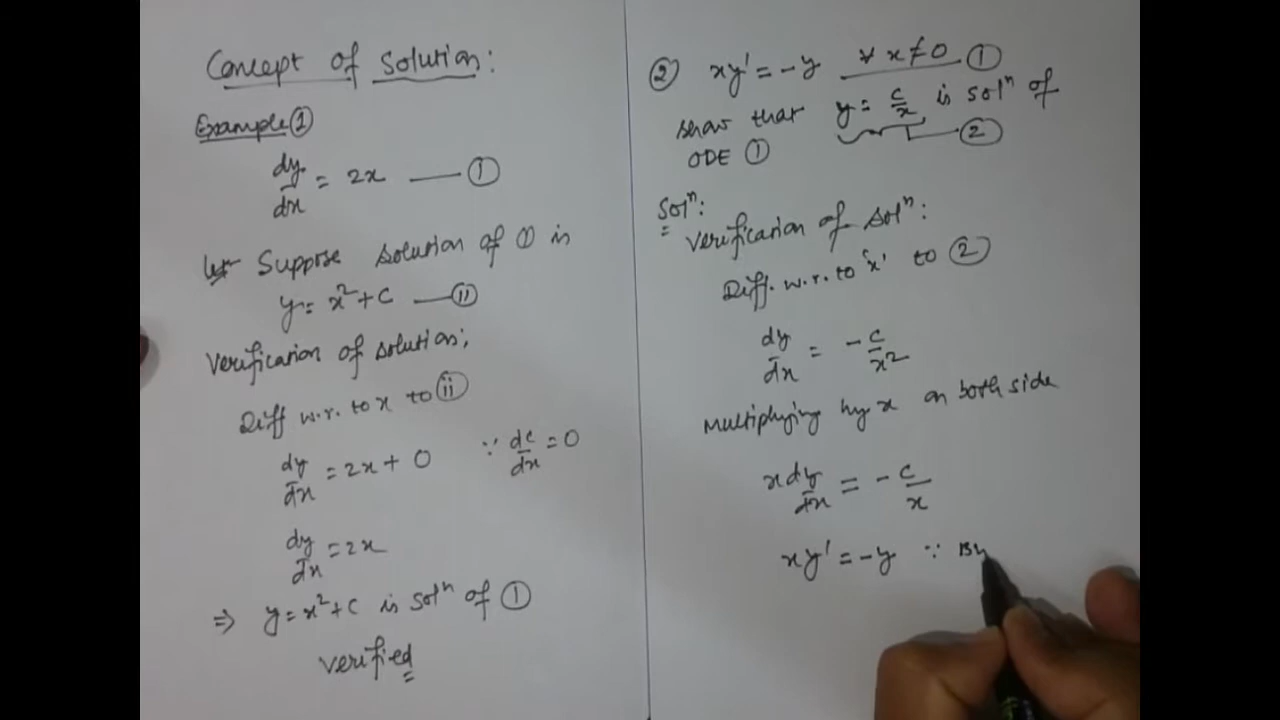 Concept of Solution:
Example ①
dy/dx = 2x —— ①
Suppose solution of ① is
y = x² + c —— ⓘⓘ
Verification of solution;
Diff w.r. to x to ⓘⓘ
dy/dx = 2x + 0 ∵ dc/dx = 0
dy/dx = 2x
⇒ y = x² + c is solⁿ of ①
verified
② xy' = -y ∀ x ≠ 0 ①
show that y = c/x is solⁿ of
ODE ① ②
Solⁿ:
Verification of solⁿ:
Diff. w.r. to 'x' to ②
dy/dx = - c/x²
Multiplying by x on both side
x dy/dx = - c/x
xy' = -y ∵ By